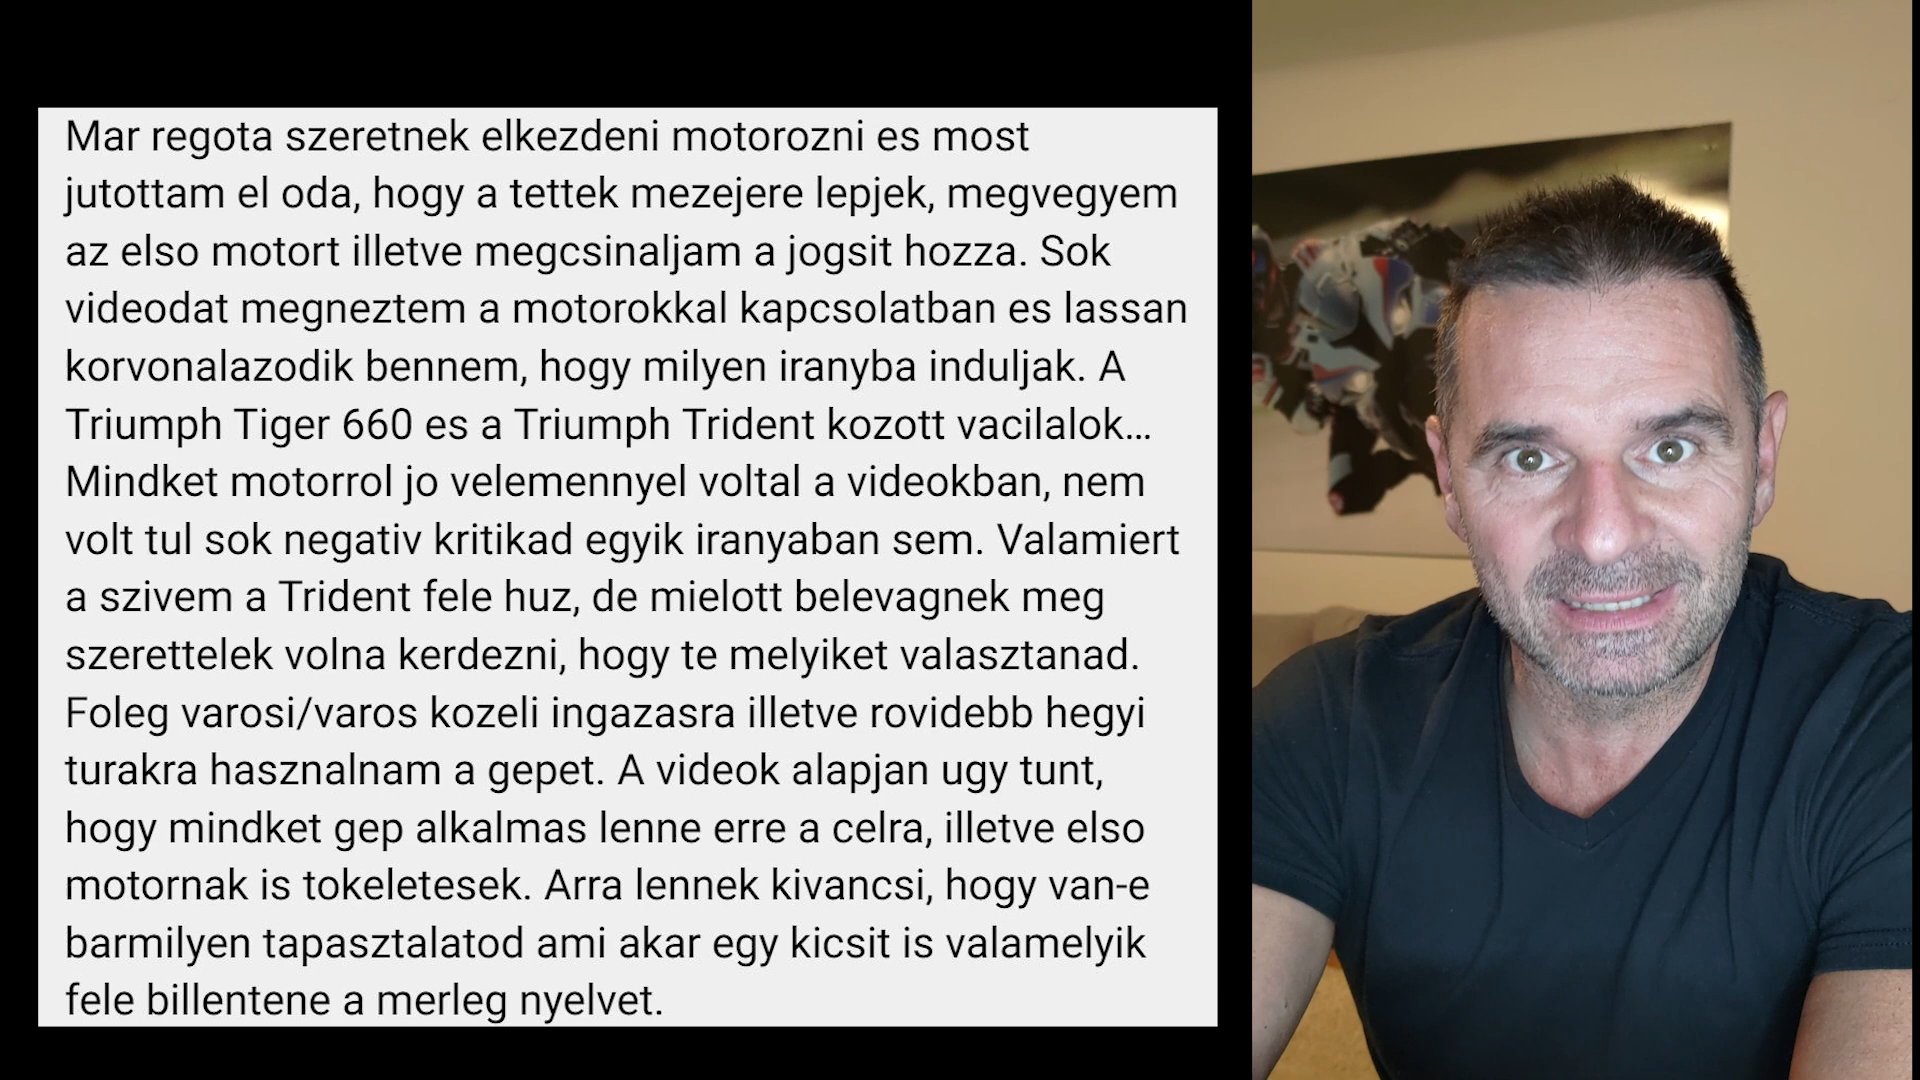 Mar regota szeretnek elkezdeni motorozni es most
jutottam el oda, hogy a tettek mezejere lepjek, megvegyem
az elso motort illetve megcsinaljam a jogsit hozza. Sok
videodat megneztem a motorokkal kapcsolatban es lassan
korvonalazodik bennem, hogy milyen iranyba induljak. A
Triumph Tiger 660 es a Triumph Trident kozott vacilalok...
Mindket motorrol jo velemennyel voltal a videokban, nem
volt tul sok negativ kritikad egyik iranyaban sem. Valamiert
a szivem a Trident fele huz, de mielott belevagnek meg
szerettelek volna kerdezni, hogy te melyiket valasztanad.
Foleg varosi/varos kozeli ingazasra illetve rovidebb hegyi
turakra hasznalnam a gepet. A videok alapjan ugy tunt,
hogy mindket gep alkalmas lenne erre a celra, illetve elso
motornak is tokeletesek. Arra lennek kivancsi, hogy van-e
barmilyen tapasztalatod ami akar egy kicsit is valamelyik
fele billentene a merleg nyelvet.